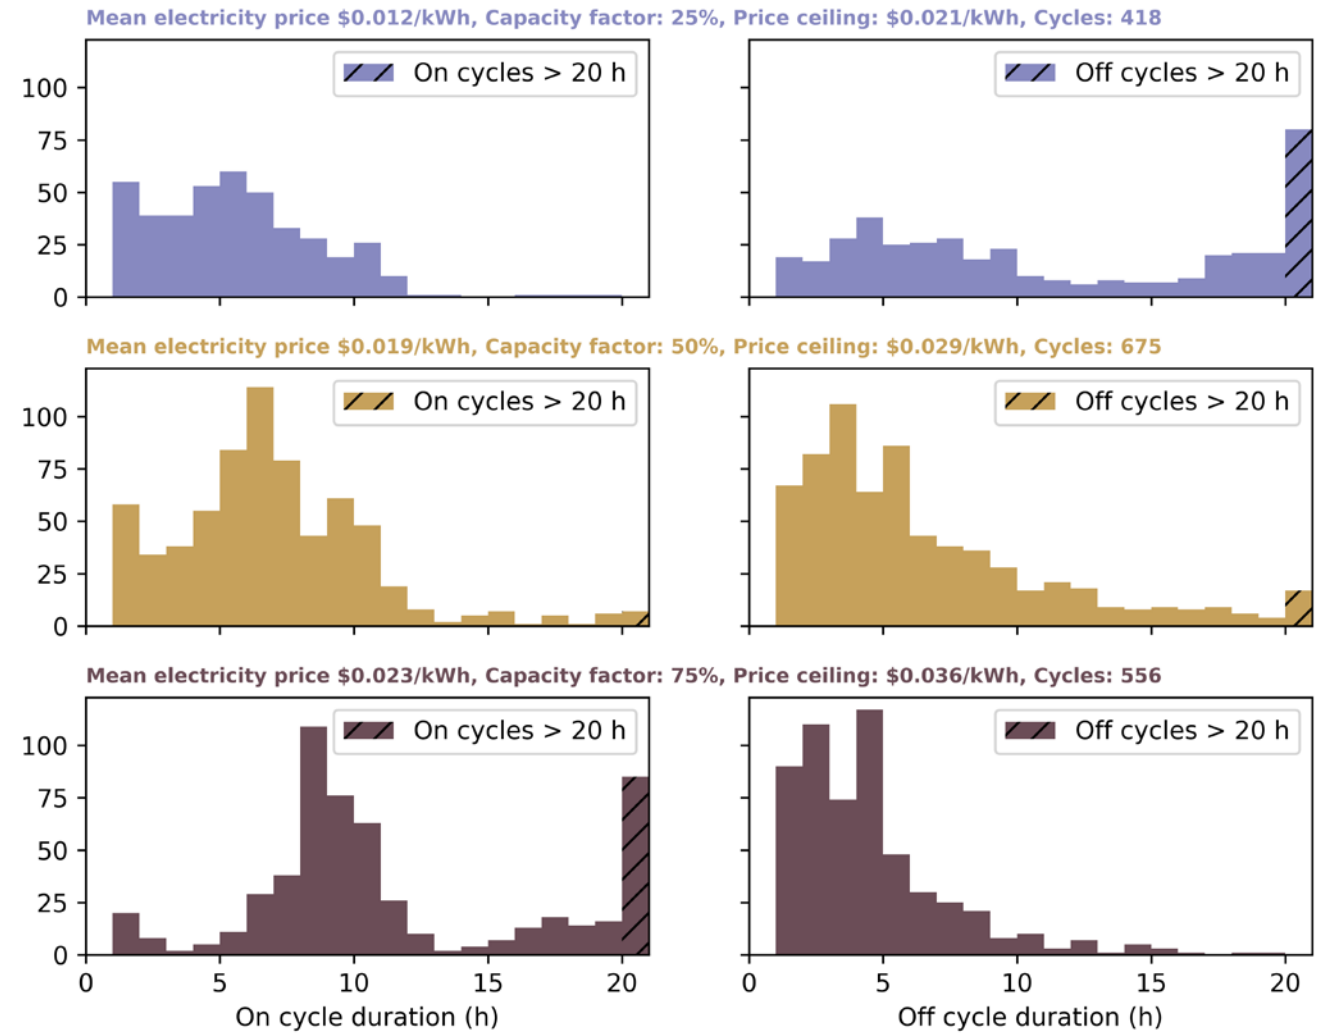 Mean electricity price $0.012/kWh, Capacity factor: 25%, Price ceiling: $0.021/kWh, Cycles: 418
On cycles > 20 h
Off cycles > 20 h
100
75
50
25
0
Mean electricity price $0.019/kWh, Capacity factor: 50%, Price ceiling: $0.029/kWh, Cycles: 675
On cycles > 20 h
Off cycles > 20 h
100
75
50
25
0
Mean electricity price $0.023/kWh, Capacity factor: 75%, Price ceiling: $0.036/kWh, Cycles: 556
On cycles > 20 h
Off cycles > 20 h
100
75
50
25
0
0 5 10 15 20
0 5 10 15 20
On cycle duration (h)
Off cycle duration (h)